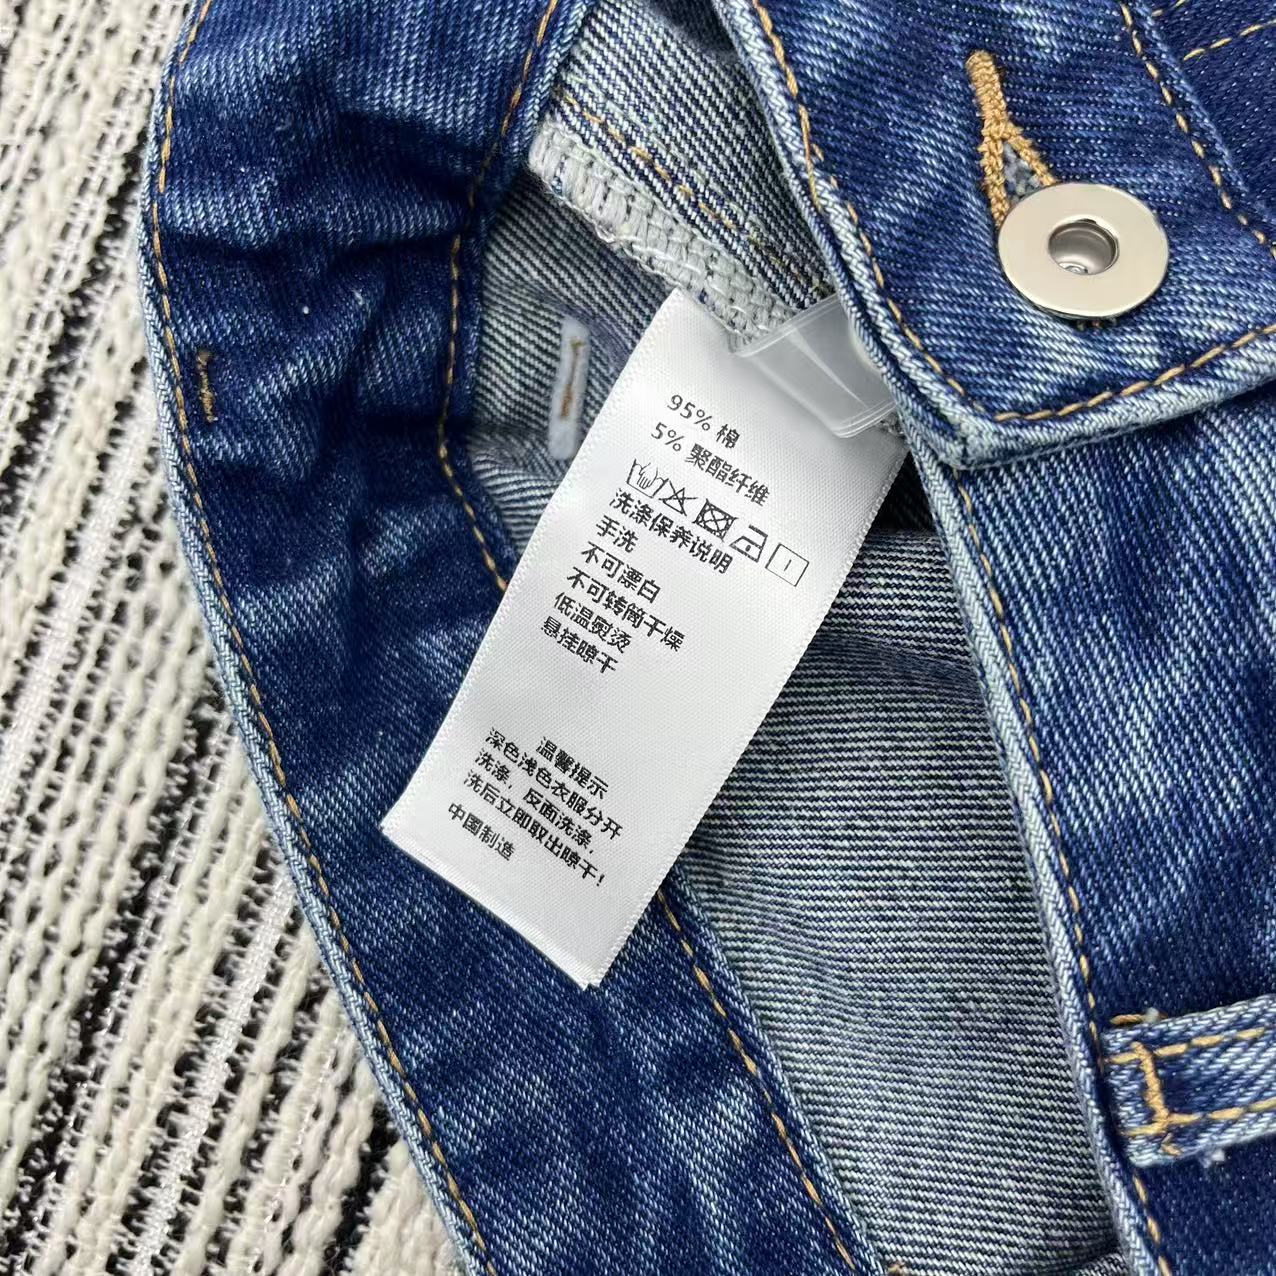 95% 棉
5% 聚酯纤维
洗涤保养说明
手洗
不可漂白
不可转筒干燥
低温熨烫
悬挂晾干
温馨提示
深色浅色衣服分开
洗涤，反面洗涤，
洗后立即取出晾干！
中国制造